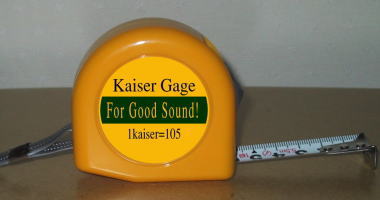 Kaiser Gage
For Good Sound!
1kaiser=105